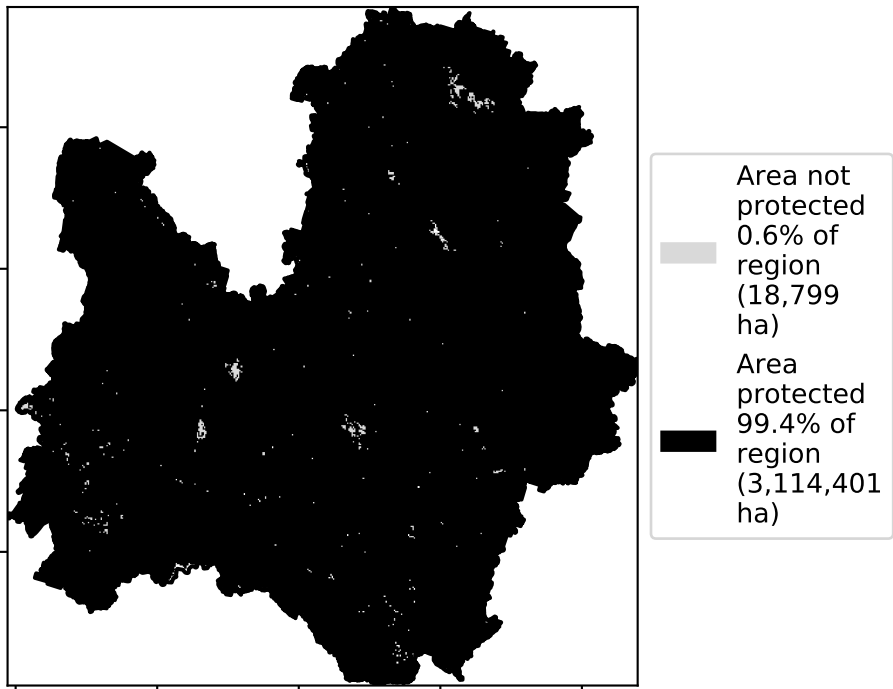 Area not
protected
0.6% of
region
(18,799
ha)
Area
protected
99.4% of
region
(3,114,401
ha)